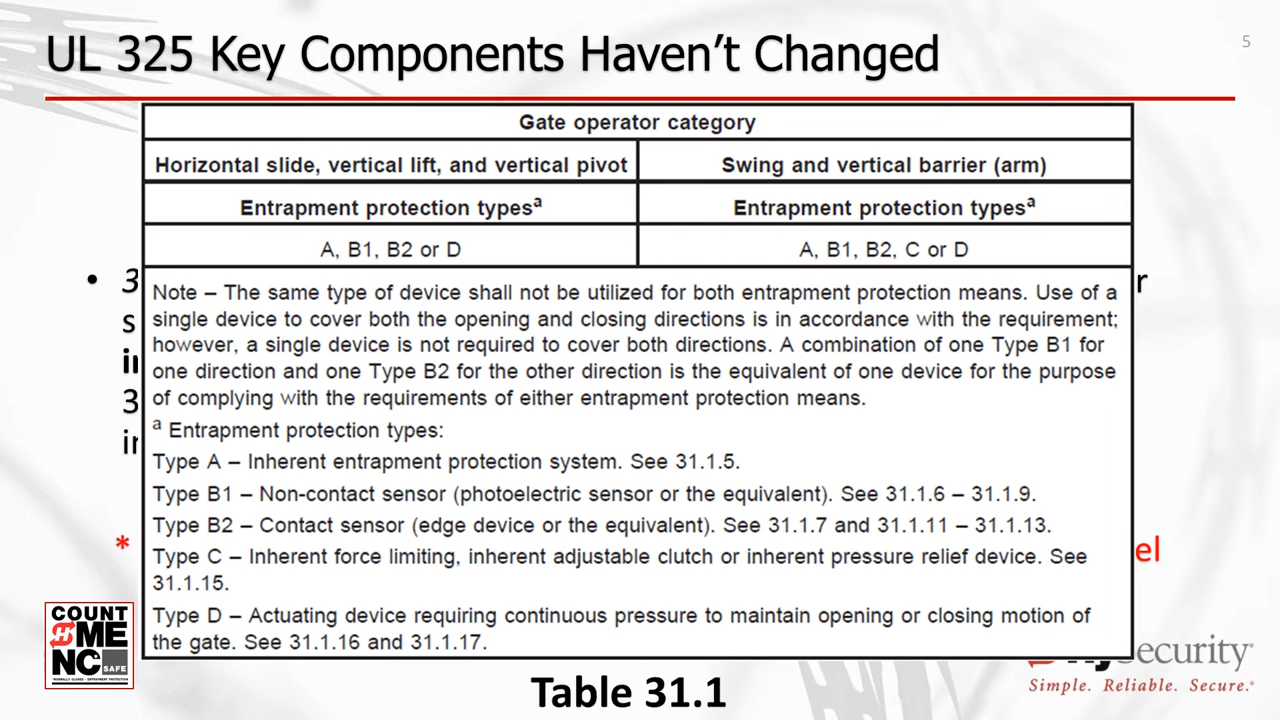 UL 325 Key Components Haven't Changed
5
Gate operator category
Horizontal slide, vertical lift, and vertical pivot
Swing and vertical barrier (arm)
Entrapment protection typesᵃ
Entrapment protection typesᵃ
A, B1, B2 or D
A, B1, B2, C or D
Note – The same type of device shall not be utilized for both entrapment protection means. Use of a
single device to cover both the opening and closing directions is in accordance with the requirement;
however, a single device is not required to cover both directions. A combination of one Type B1 for
one direction and one Type B2 for the other direction is the equivalent of one device for the purpose
of complying with the requirements of either entrapment protection means.
ᵃ Entrapment protection types:
Type A – Inherent entrapment protection system. See 31.1.5.
Type B1 – Non-contact sensor (photoelectric sensor or the equivalent). See 31.1.6 – 31.1.9.
Type B2 – Contact sensor (edge device or the equivalent). See 31.1.7 and 31.1.11 – 31.1.13.
Type C – Inherent force limiting, inherent adjustable clutch or inherent pressure relief device. See
31.1.15.
Type D – Actuating device requiring continuous pressure to maintain opening or closing motion of
the gate. See 31.1.16 and 31.1.17.
Table 31.1
COUNT
ME
NC
SAFE
Security
Simple. Reliable. Secure.